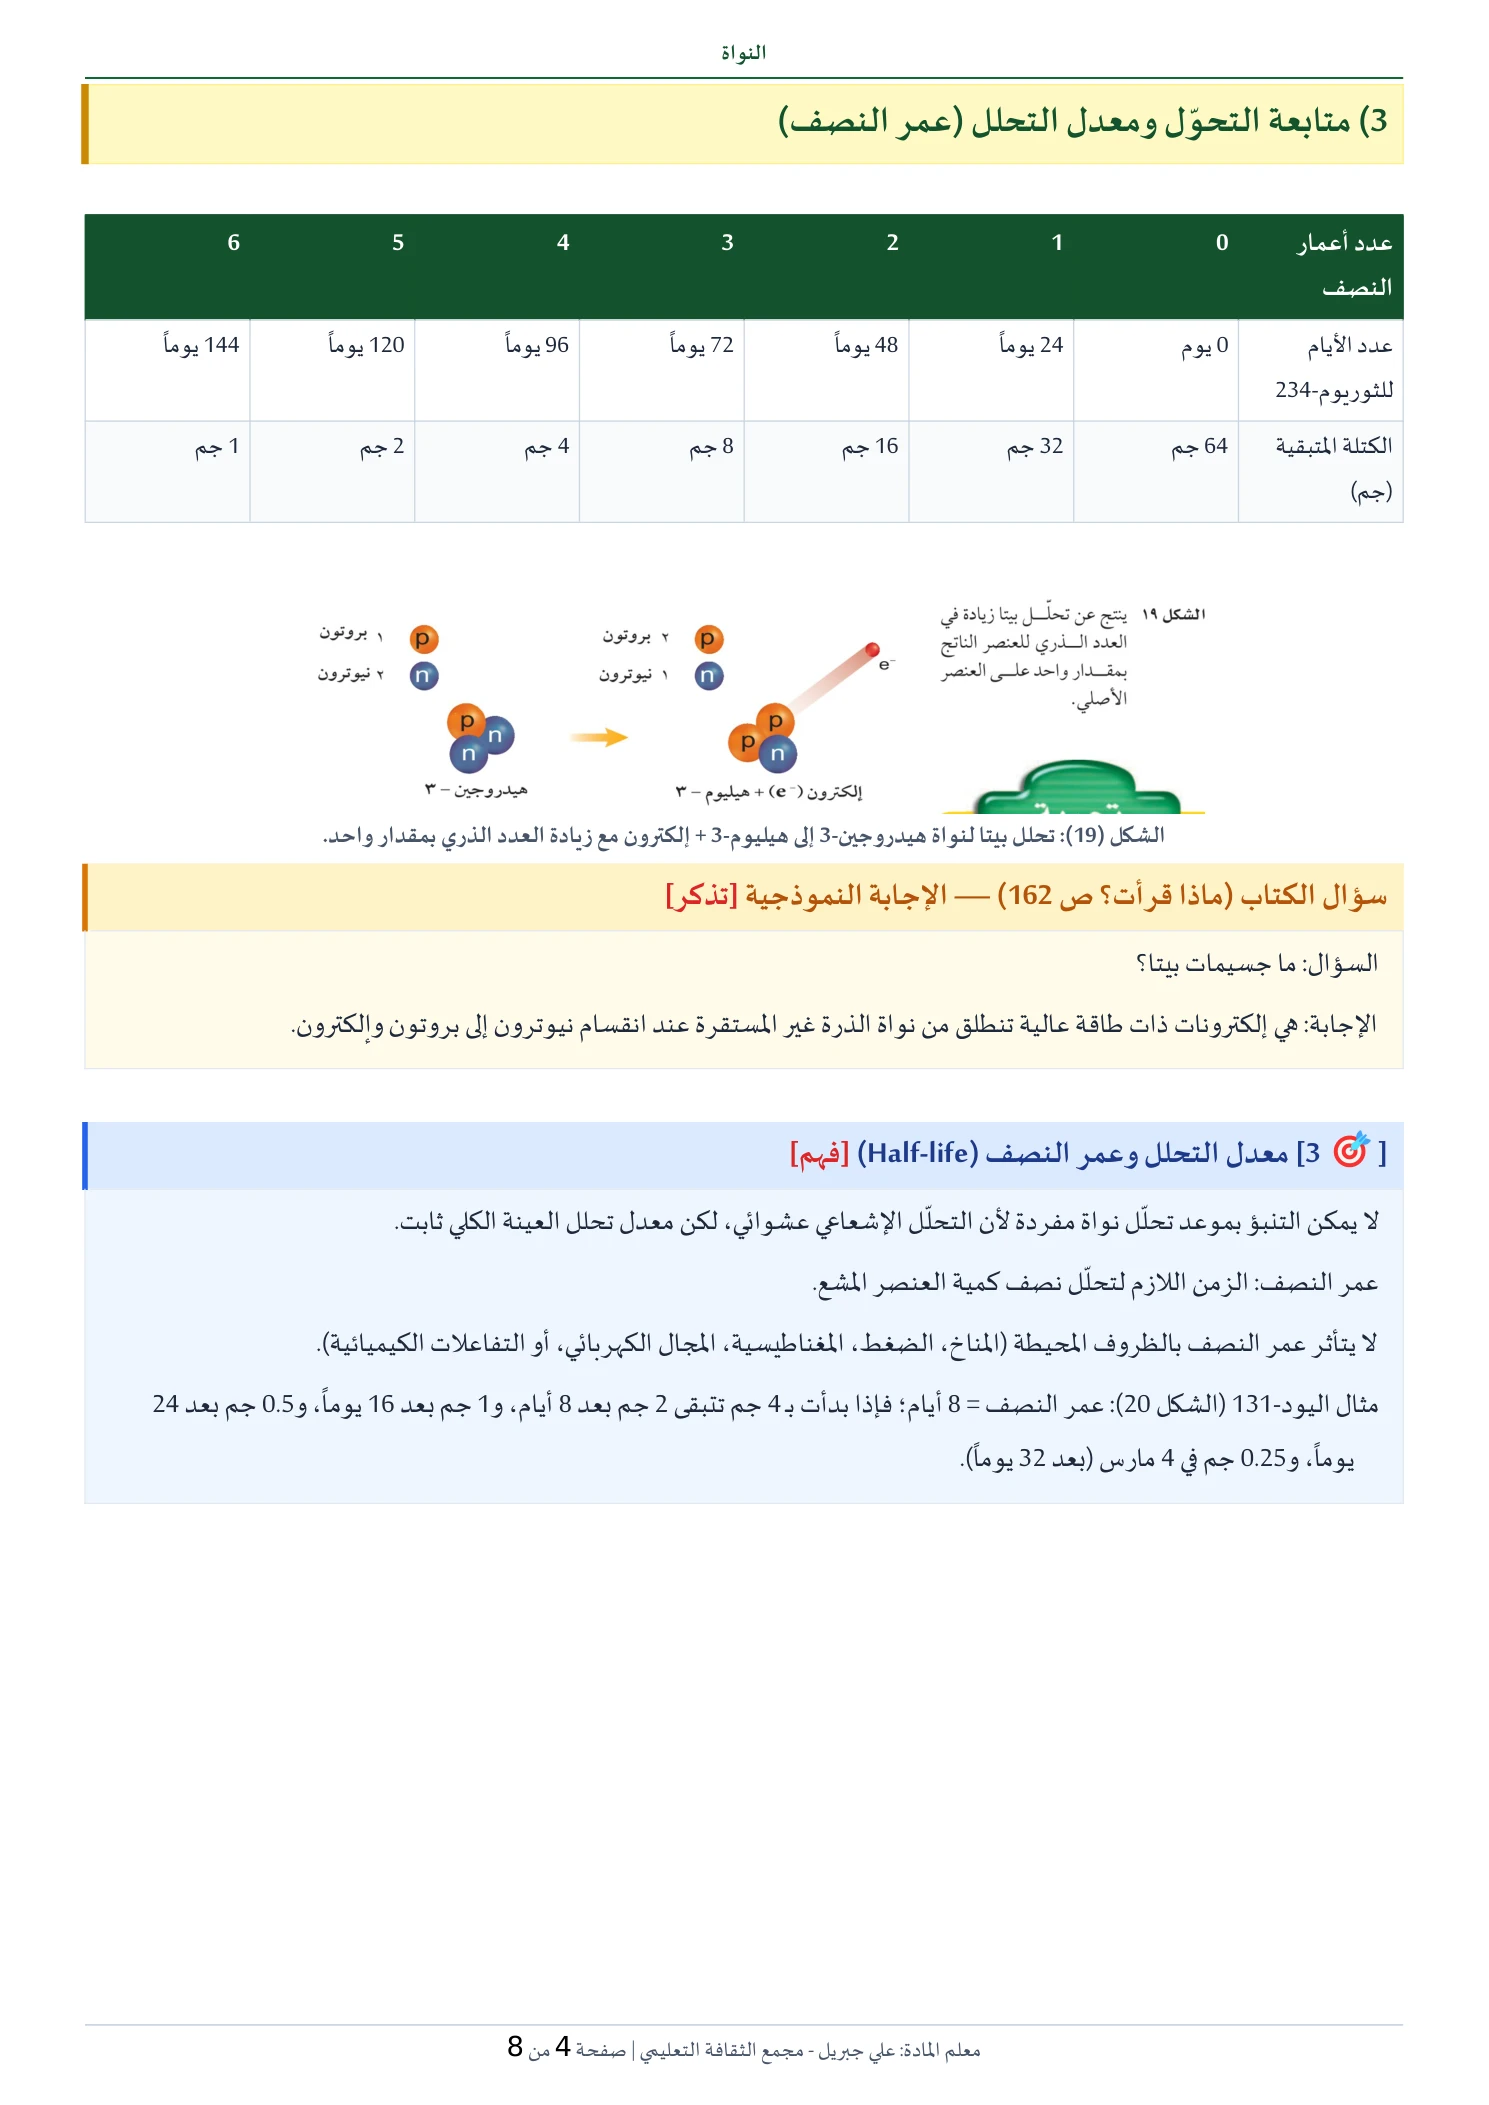 النواة
3) متابعة التحوّل ومعدل التحلل (عمر النصف)
عدد أعمار النصف 0 1 2 3 4 5 6
عدد الأيام للثوريوم-234 0 يوم 24 يوماً 48 يوماً 72 يوماً 96 يوماً 120 يوماً 144 يوماً
الكتلة المتبقية (جم) 64 جم 32 جم 16 جم 8 جم 4 جم 2 جم 1 جم
الشكل ١٩ ينتج عن تحلّل بيتا زيادة في
العدد الذري للعنصر الناتج
بمقدار واحد على العنصر
الأصلي.
p ٢ بروتون
n ١ نيوترون
e⁻
p p n
إلكترون (e⁻) + هيليوم – ٣
p ١ بروتون
n ٢ نيوترون
p n n
هيدروجين – ٣
الشكل (19): تحلل بيتا لنواة هيدروجين-3 إلى هيليوم-3 + إلكترون مع زيادة العدد الذري بمقدار واحد.
سؤال الكتاب (ماذا قرأت؟ ص 162) — الإجابة النموذجية [تذكر]
السؤال: ما جسيمات بيتا؟
الإجابة: هي إلكترونات ذات طاقة عالية تنطلق من نواة الذرة غير المستقرة عند انقسام نيوترون إلى بروتون وإلكترون.
[🎯 3] معدل التحلل وعمر النصف (Half-life) [فهم]
لا يمكن التنبؤ بموعد تحلّل نواة مفردة لأن التحلّل الإشعاعي عشوائي، لكن معدل تحلل العينة الكلي ثابت.
عمر النصف: الزمن اللازم لتحلّل نصف كمية العنصر المشع.
لا يتأثر عمر النصف بالظروف المحيطة (المناخ، الضغط، المغناطيسية، المجال الكهربائي، أو التفاعلات الكيميائية).
مثال اليود-131 (الشكل 20): عمر النصف = 8 أيام؛ فإذا بدأت بـ 4 جم تتبقى 2 جم بعد 8 أيام، و1 جم بعد 16 يوماً، و0.5 جم بعد 24
يوماً، و0.25 جم في 4 مارس (بعد 32 يوماً).
معلم المادة: علي جبريل - مجمع الثقافة التعليمي | صفحة 4 من 8